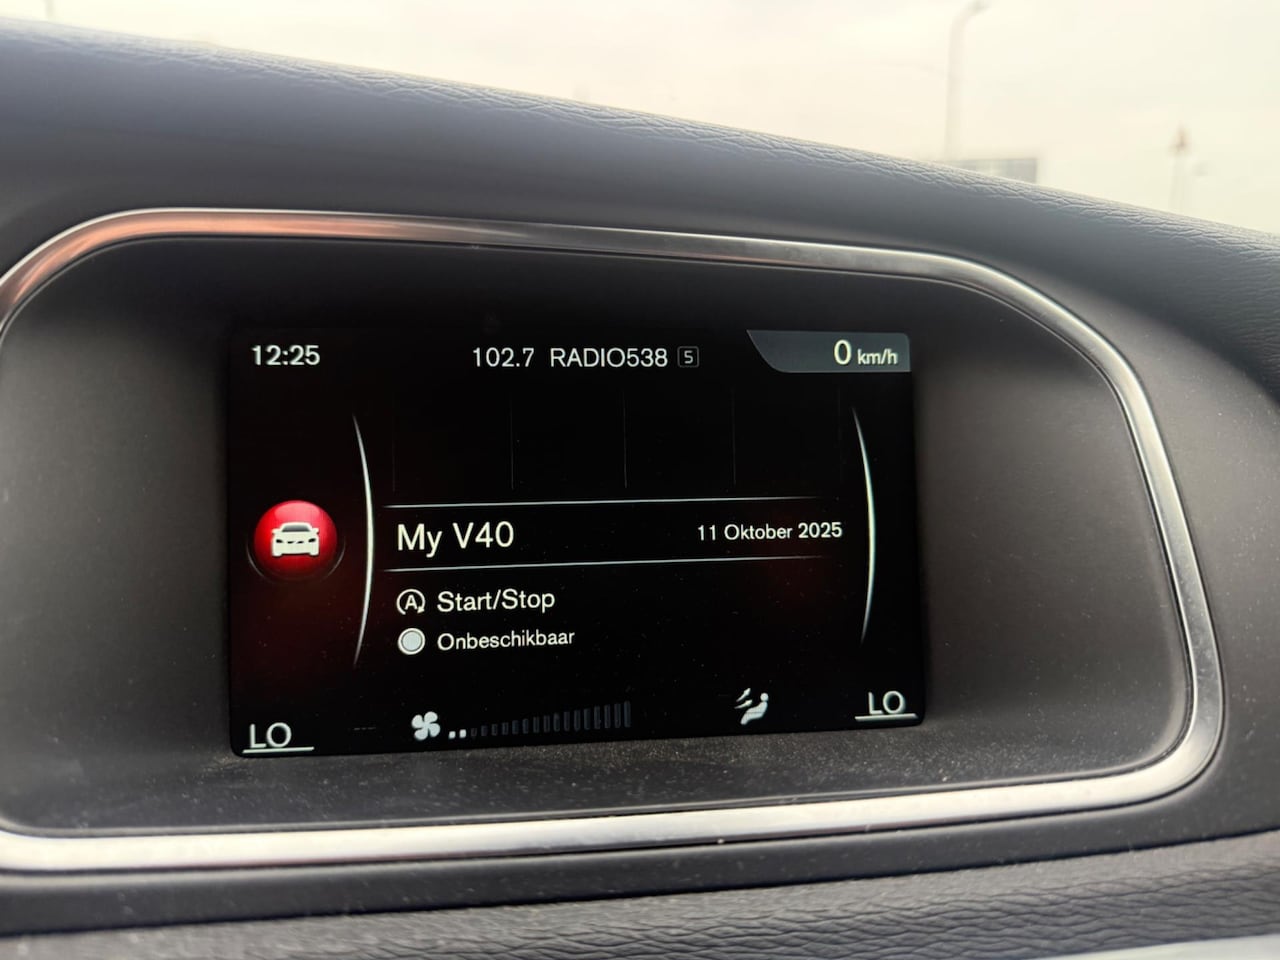 12:25
102.7 RADIO538 5
0 km/h
My V40
11 Oktober 2025
A Start/Stop
Onbeschikbaar
LO
LO